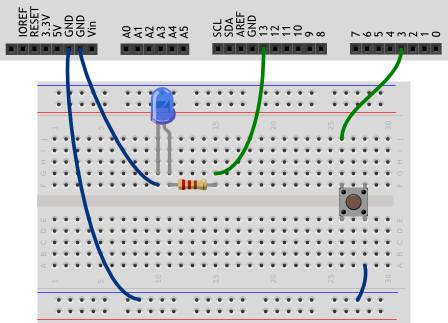 IOREF
RESET
3.3V
5V
GND
GND
Vin
A0
A1
A2
A3
A4
A5
SCL
SDA
AREF
GND
13
12
11
10
9
8
7
6
5
4
3
2
1
0
1
5
15
20
25
30
J
I
H
G
F
J
I
H
G
F
E
D
C
B
A
E
D
C
B
A
1
5
10
15
20
25
30